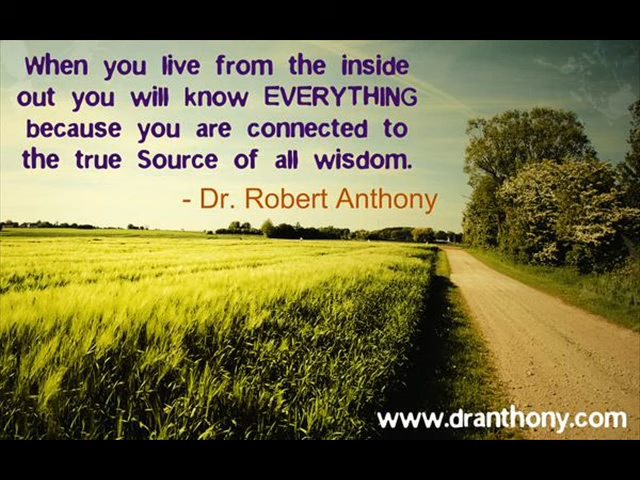 When you live from the inside
out you will know EVERYTHING
because you are connected to
the true Source of all wisdom.
- Dr. Robert Anthony
www.dranthony.com